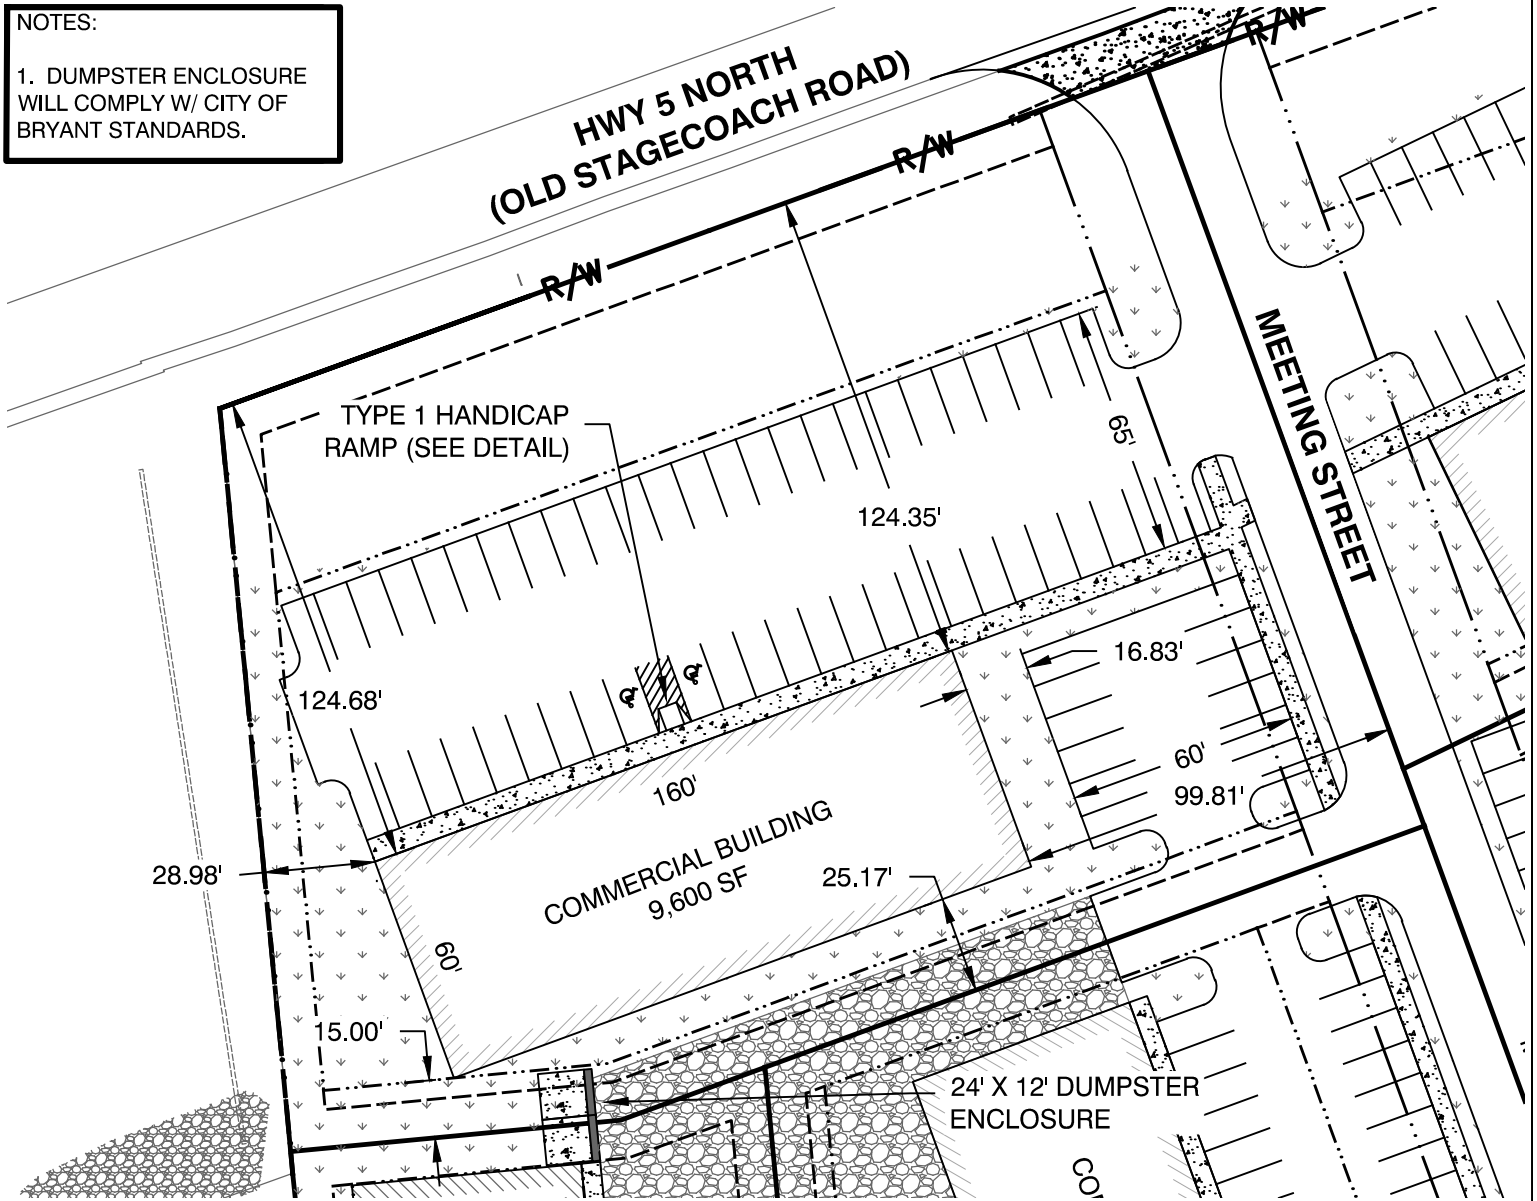 NOTES:
1. DUMPSTER ENCLOSURE
WILL COMPLY W/ CITY OF
BRYANT STANDARDS.
HWY 5 NORTH
(OLD STAGECOACH ROAD)
R/W
R/W
R/W
MEETING STREET
TYPE 1 HANDICAP
RAMP (SEE DETAIL)
65'
124.35'
124.68'
16.83'
60'
99.81'
160'
COMMERCIAL BUILDING
9,600 SF
28.98'
25.17'
60'
15.00'
24' X 12' DUMPSTER
ENCLOSURE